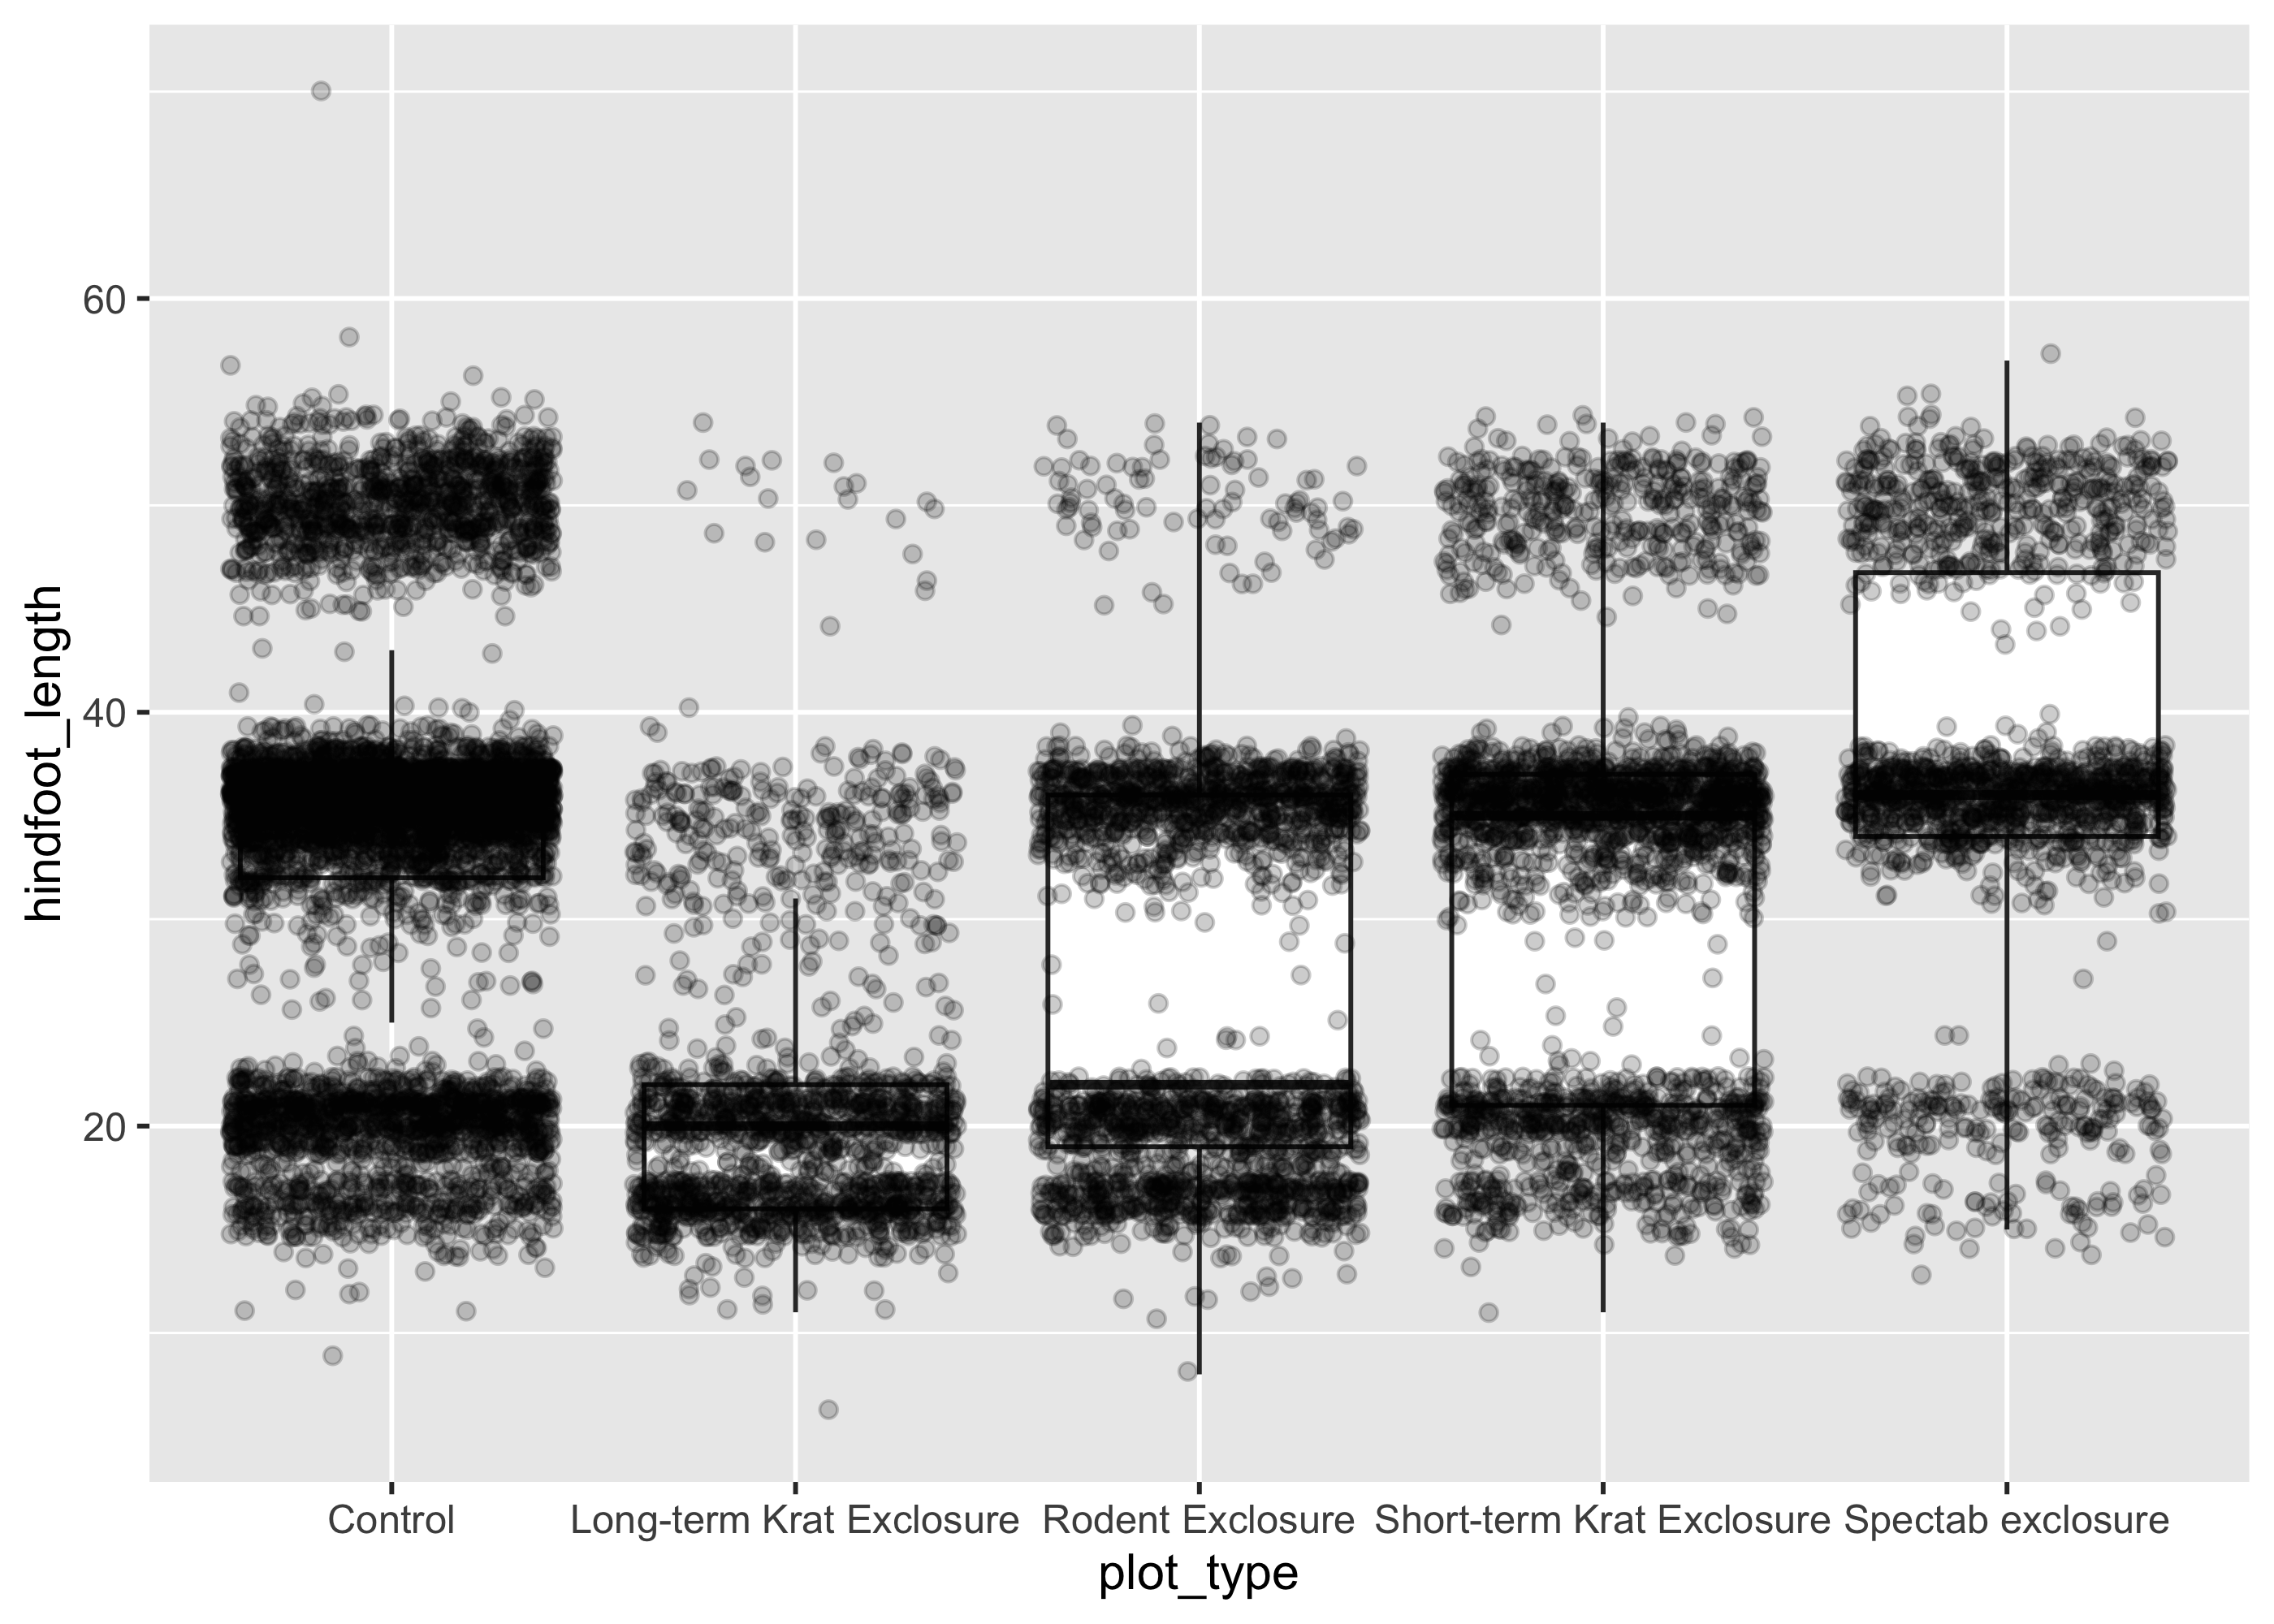 hindfoot_length
60
40
20
Control Long-term Krat Exclosure Rodent Exclosure Short-term Krat Exclosure Spectab exclosure
plot_type